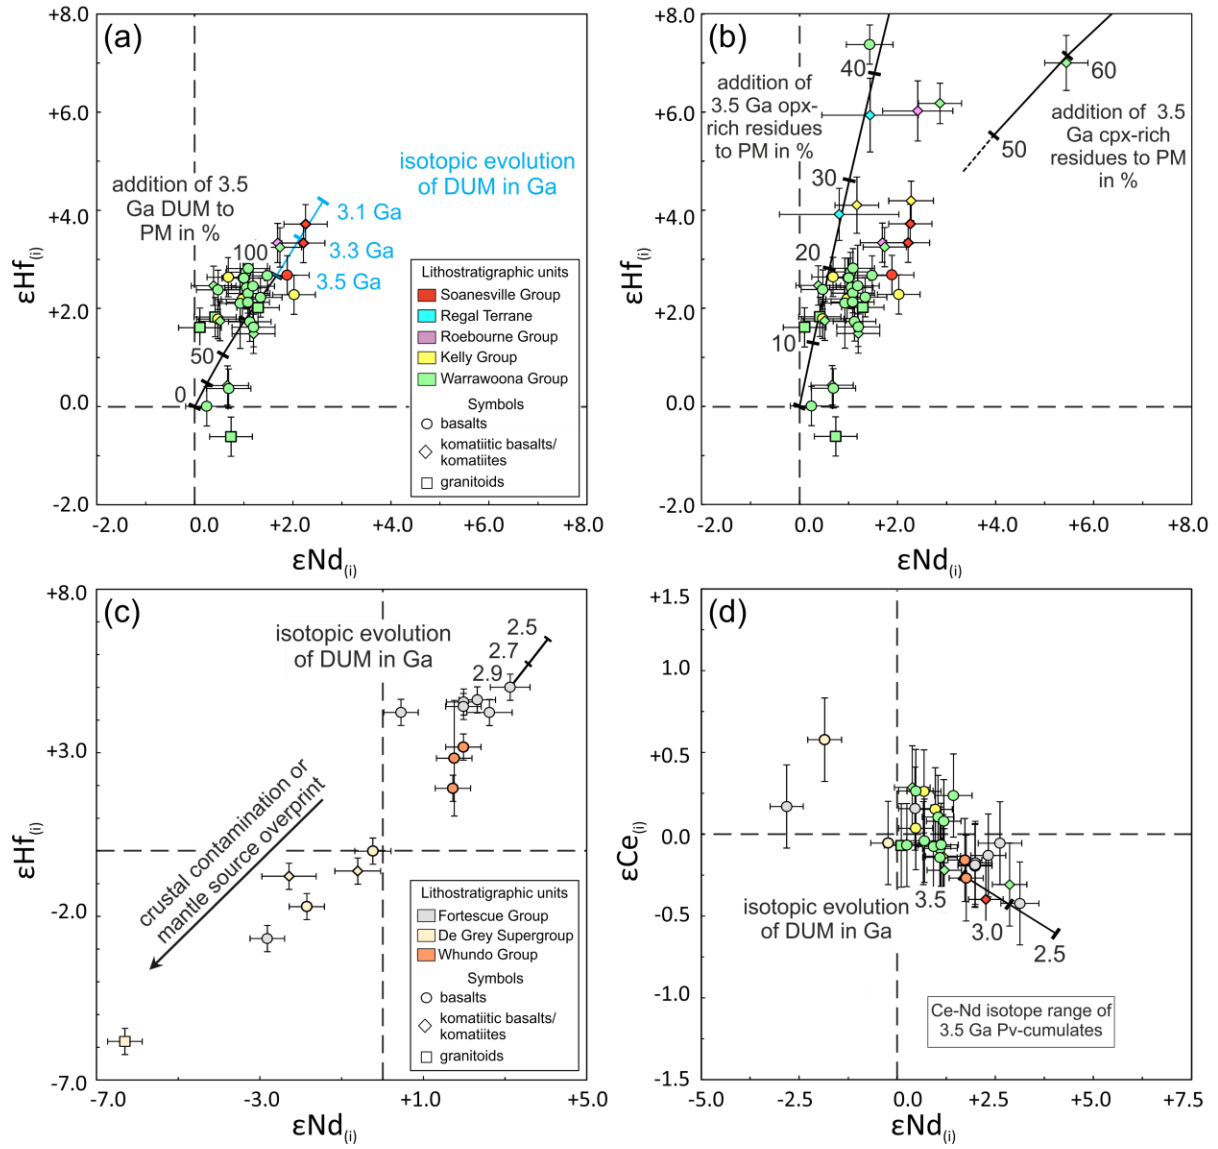 (a)
+8.0
+6.0
+4.0
+2.0
0.0
-2.0
εHf(i)
addition of 3.5
Ga DUM to
PM in %
isotopic evolution
of DUM in Ga
3.1 Ga
3.3 Ga
3.5 Ga
100
50
0
Lithostratigraphic units
Soanesville Group
Regal Terrane
Roebourne Group
Kelly Group
Warrawoona Group
Symbols
basalts
komatiitic basalts/
komatiites
granitoids
-2.0 0.0 +2.0 +4.0 +6.0 +8.0
εNd(i)
(b)
+8.0
+6.0
+4.0
+2.0
0.0
-2.0
εHf(i)
addition of
3.5 Ga opx-
rich residues
to PM in %
40
30
20
10
60
50
addition of 3.5
Ga cpx-rich
residues to PM
in %
-2.0 0.0 +2.0 +4.0 +6.0 +8.0
εNd(i)
(c)
+8.0
+3.0
-2.0
-7.0
εHf(i)
isotopic evolution
of DUM in Ga
2.5
2.7
2.9
crustal contamination or
mantle source overprint
Lithostratigraphic units
Fortescue Group
De Grey Supergroup
Whundo Group
Symbols
basalts
komatiitic basalts/
komatiites
granitoids
-7.0 -3.0 +1.0 +5.0
εNd(i)
(d)
+1.5
1.0
+0.5
0.0
-0.5
-1.0
-1.5
εCe(i)
isotopic evolution
of DUM in Ga
3.5
3.0
2.5
Ce-Nd isotope range of
3.5 Ga Pv-cumulates
-5.0 -2.5 0.0 +2.5 +5.0 +7.5
εNd(i)